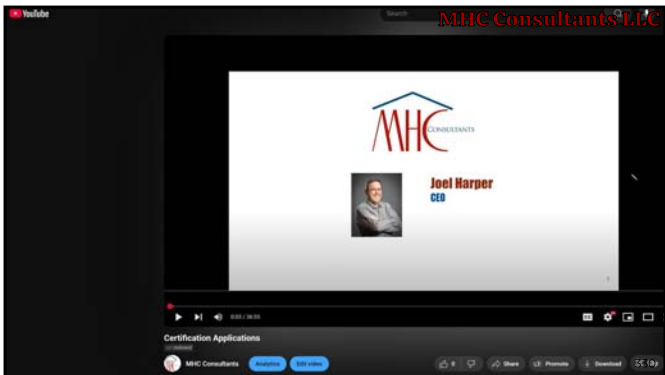 YouTube
Search
MHC Consultants LLC
MHC
CONSULTANTS
Joel Harper
CEO
Certification Applications
MHC Consultants
Analytics
Edit video
Share
Promote
Download